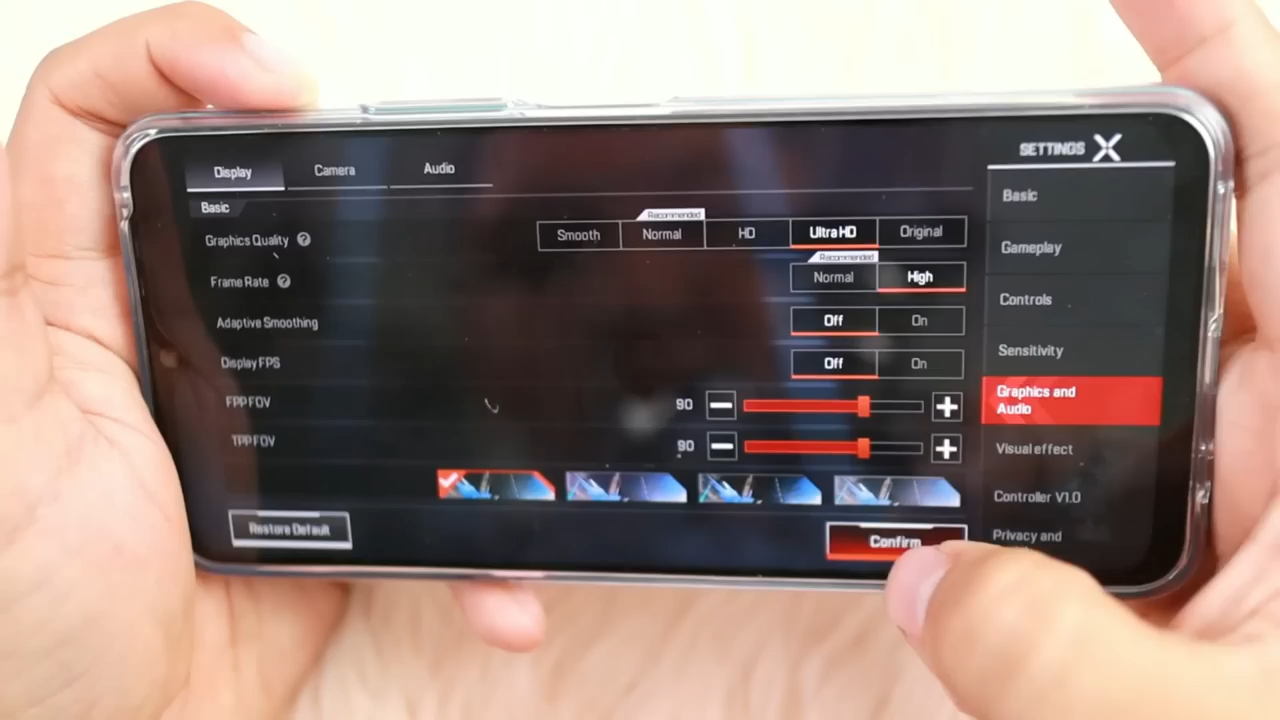 SETTINGS
Display Camera Audio
Basic
Recommended
Graphics Quality ? Smooth Normal HD Ultra HD Original
Recommended
Frame Rate ? Normal High
Adaptive Smoothing Off On
Display FPS Off On
FPP FOV 90
TPP FOV 90
Restore Default Confirm
Basic
Gameplay
Controls
Sensitivity
Graphics and
Audio
Visual effect
Controller V1.0
Privacy and